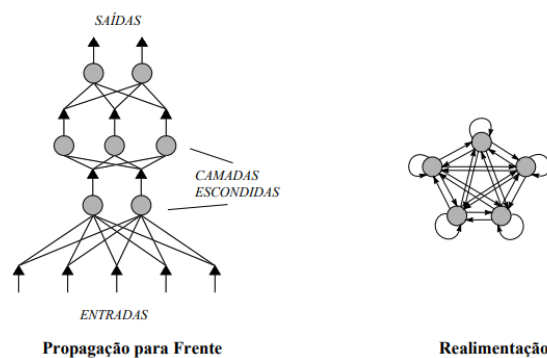 SAÍDAS
CAMADAS
ESCONDIDAS
ENTRADAS
Propagação para Frente
Realimentação